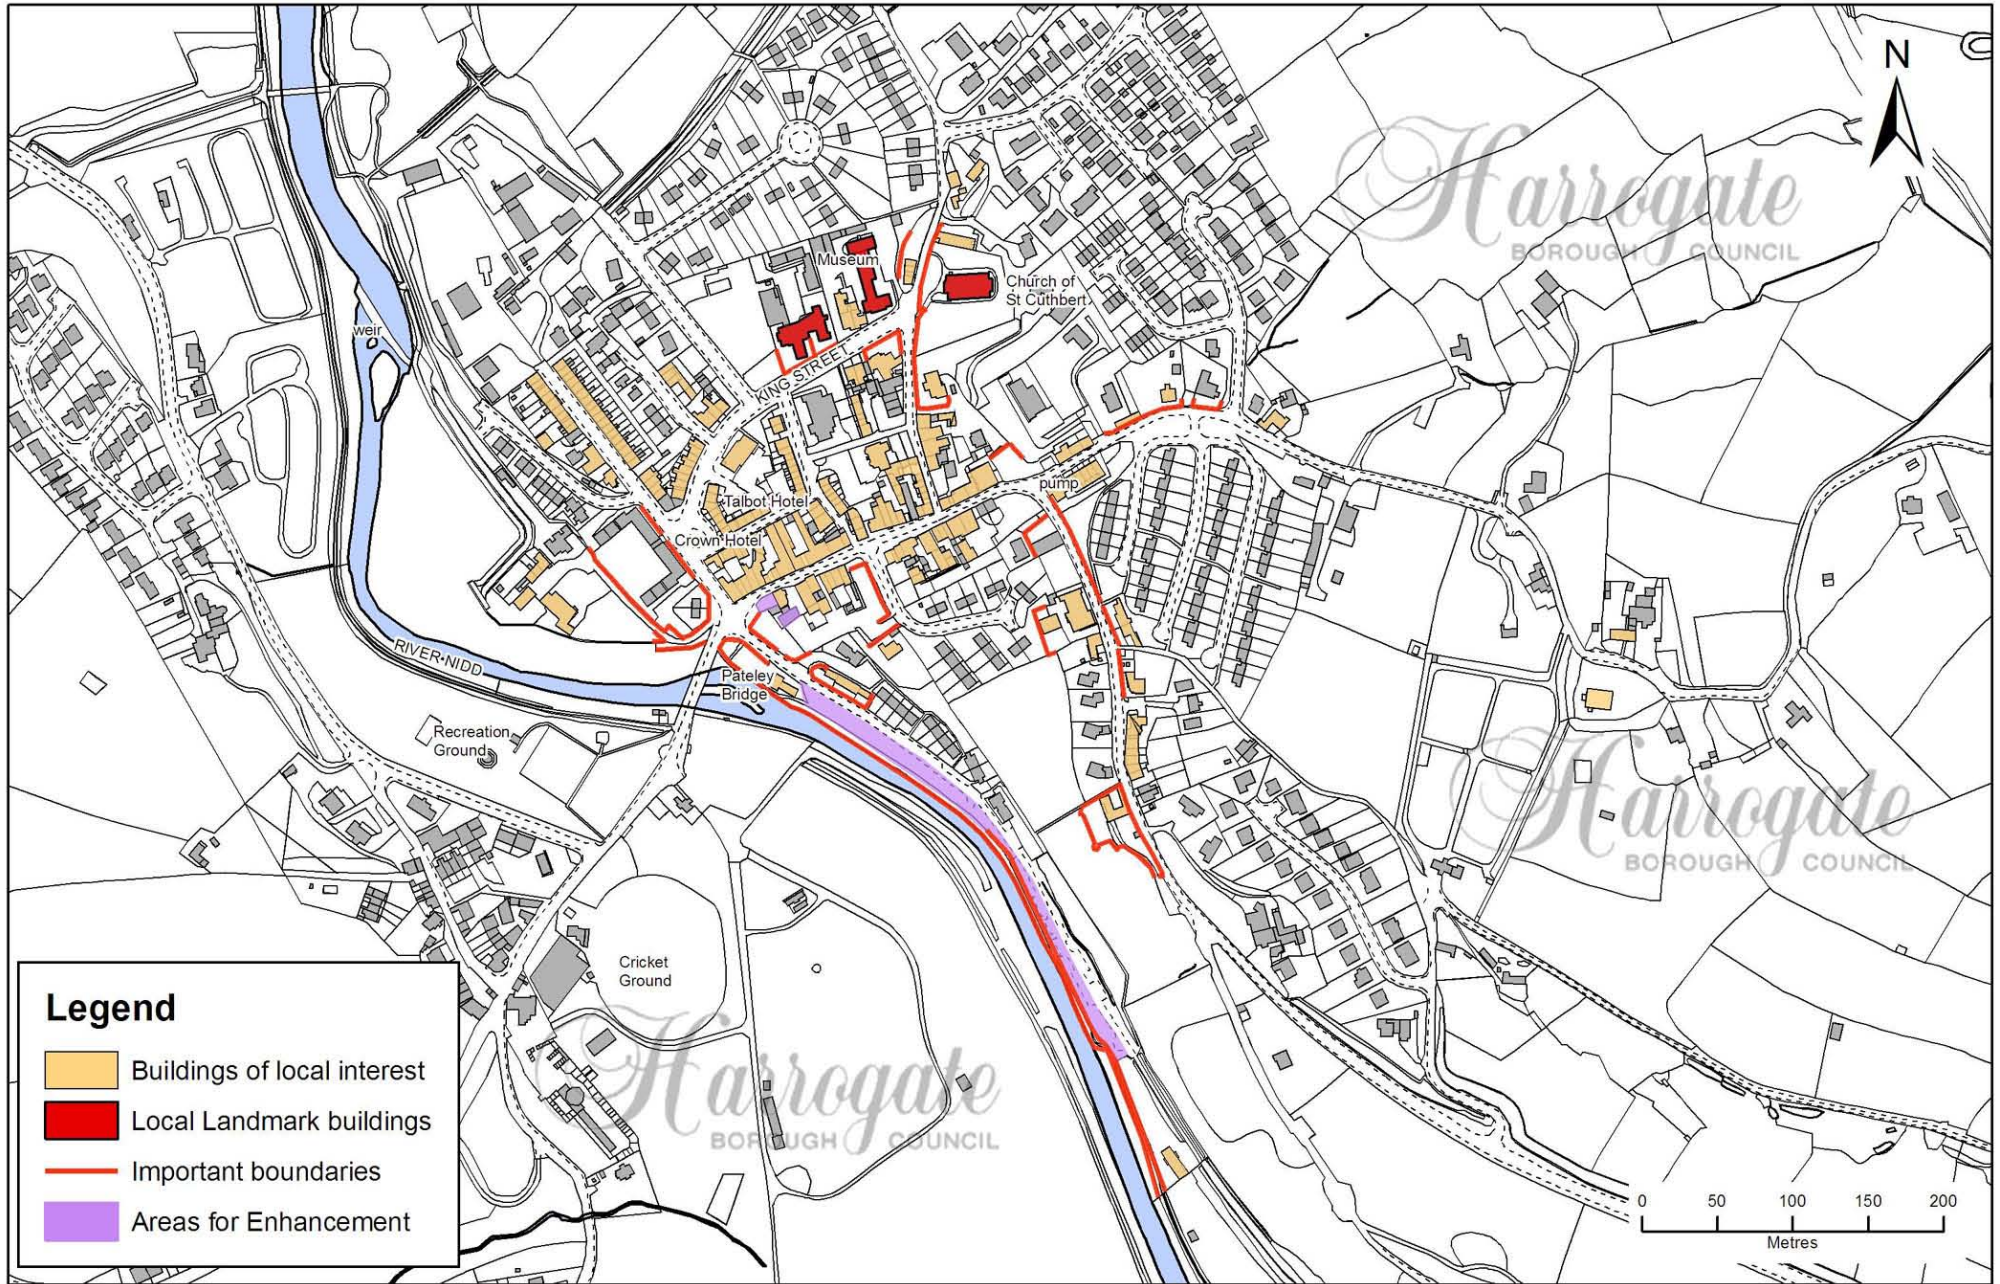 N
Harrogate
BOROUGH COUNCIL
Museum
Church of
St Cuthbert
weir
KING STREET
pump
Talbot Hotel
Crown Hotel
RIVER NIDD
Pateley
Bridge
Recreation
Ground
Harrogate
BOROUGH COUNCIL
Cricket
Ground
Harrogate
BOROUGH COUNCIL
Legend
Buildings of local interest
Local Landmark buildings
Important boundaries
Areas for Enhancement
0 50 100 150 200
Metres